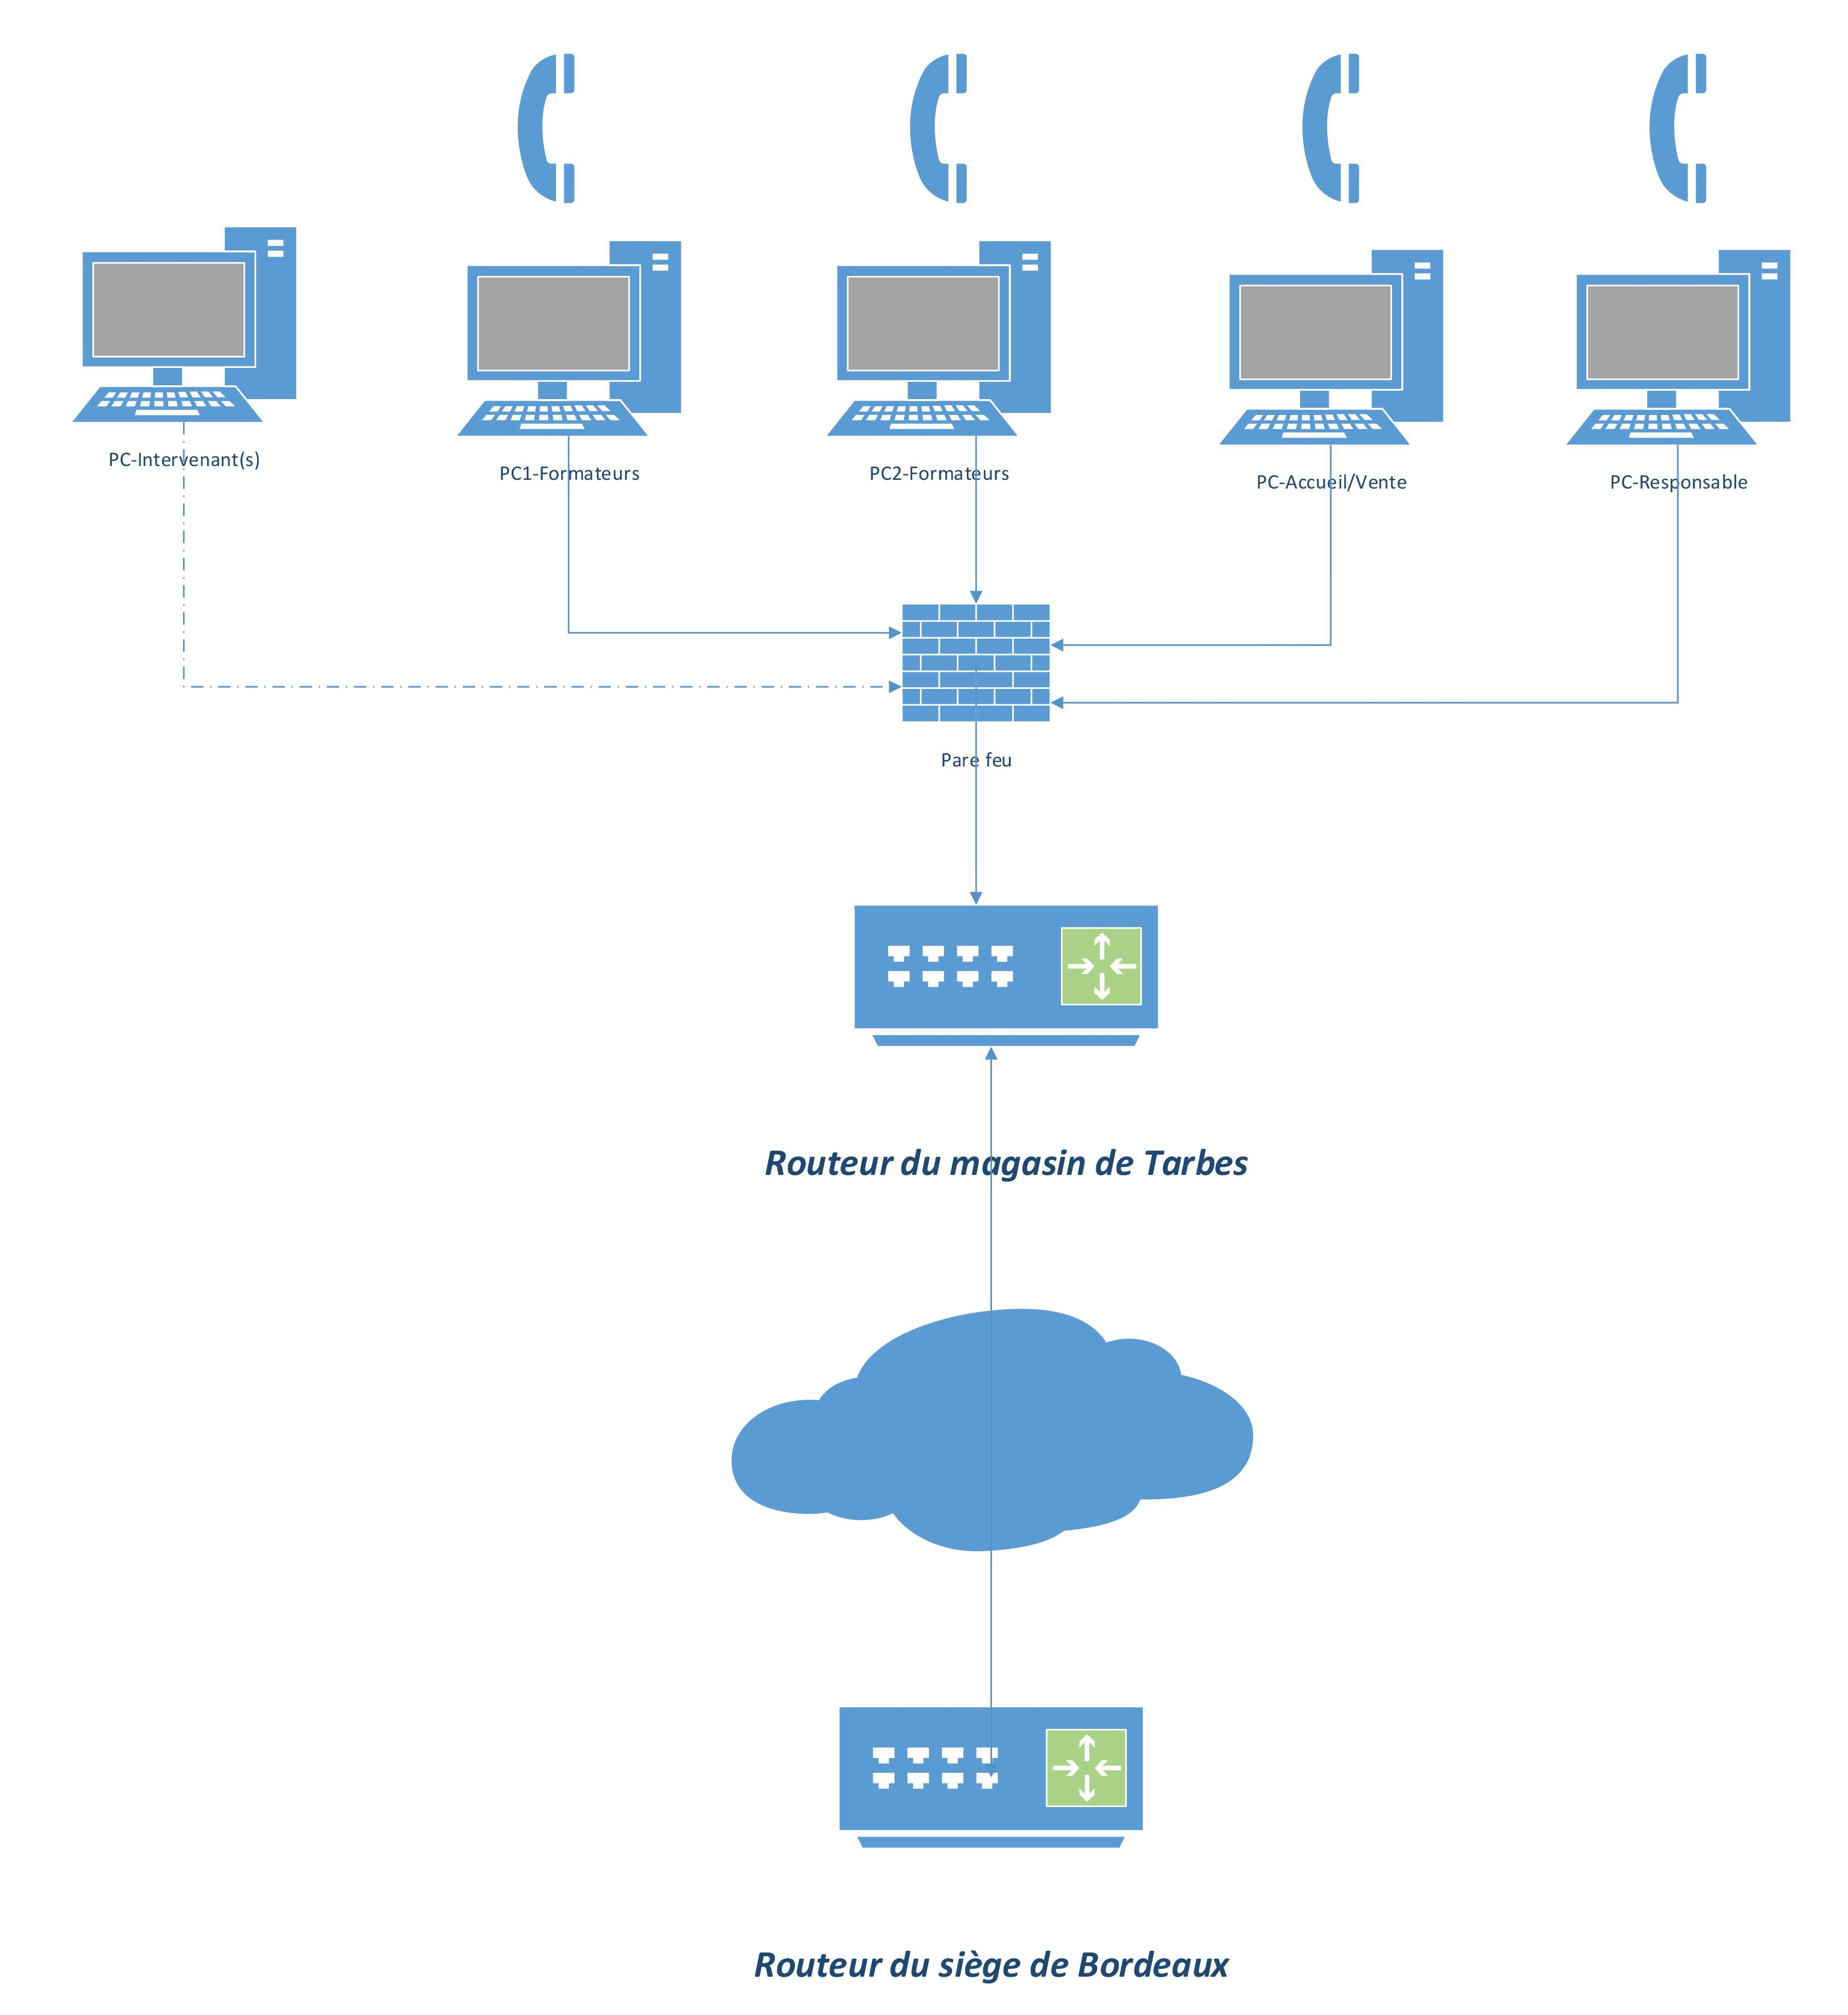 PC-Intervenant(s)
PC1-Formateurs
PC2-Formateurs
PC-Accueil/Vente
PC-Responsable
Pare feu
Routeur du magasin de Tarbes
Routeur du siège de Bordeaux